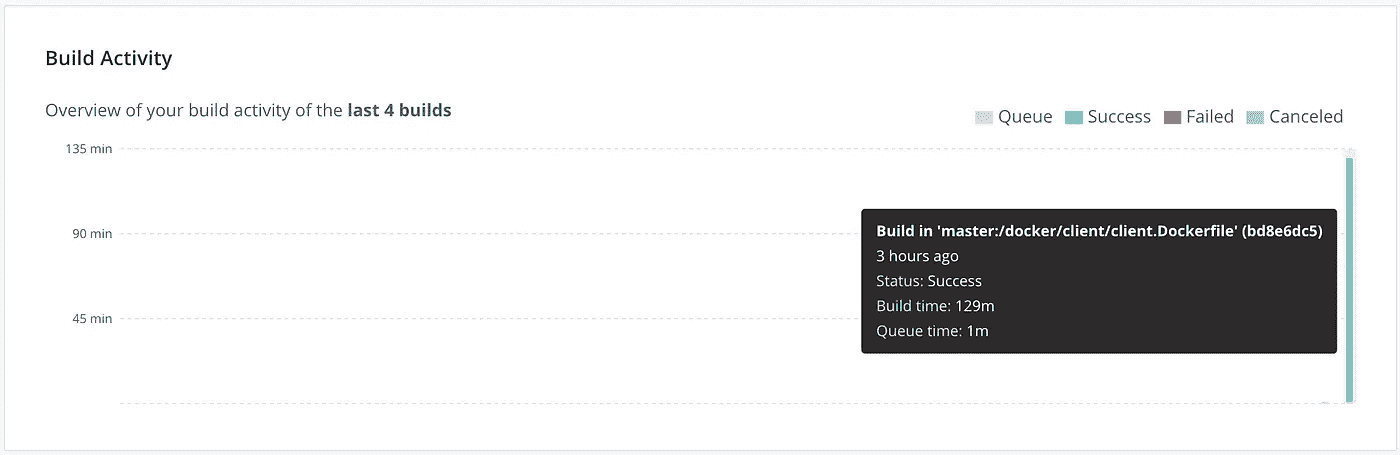 Build Activity
Overview of your build activity of the last 4 builds
Queue Success Failed Canceled
135 min
90 min
Build in 'master:/docker/client/client.Dockerfile' (bd8e6dc5)
3 hours ago
Status: Success
Build time: 129m
Queue time: 1m
45 min